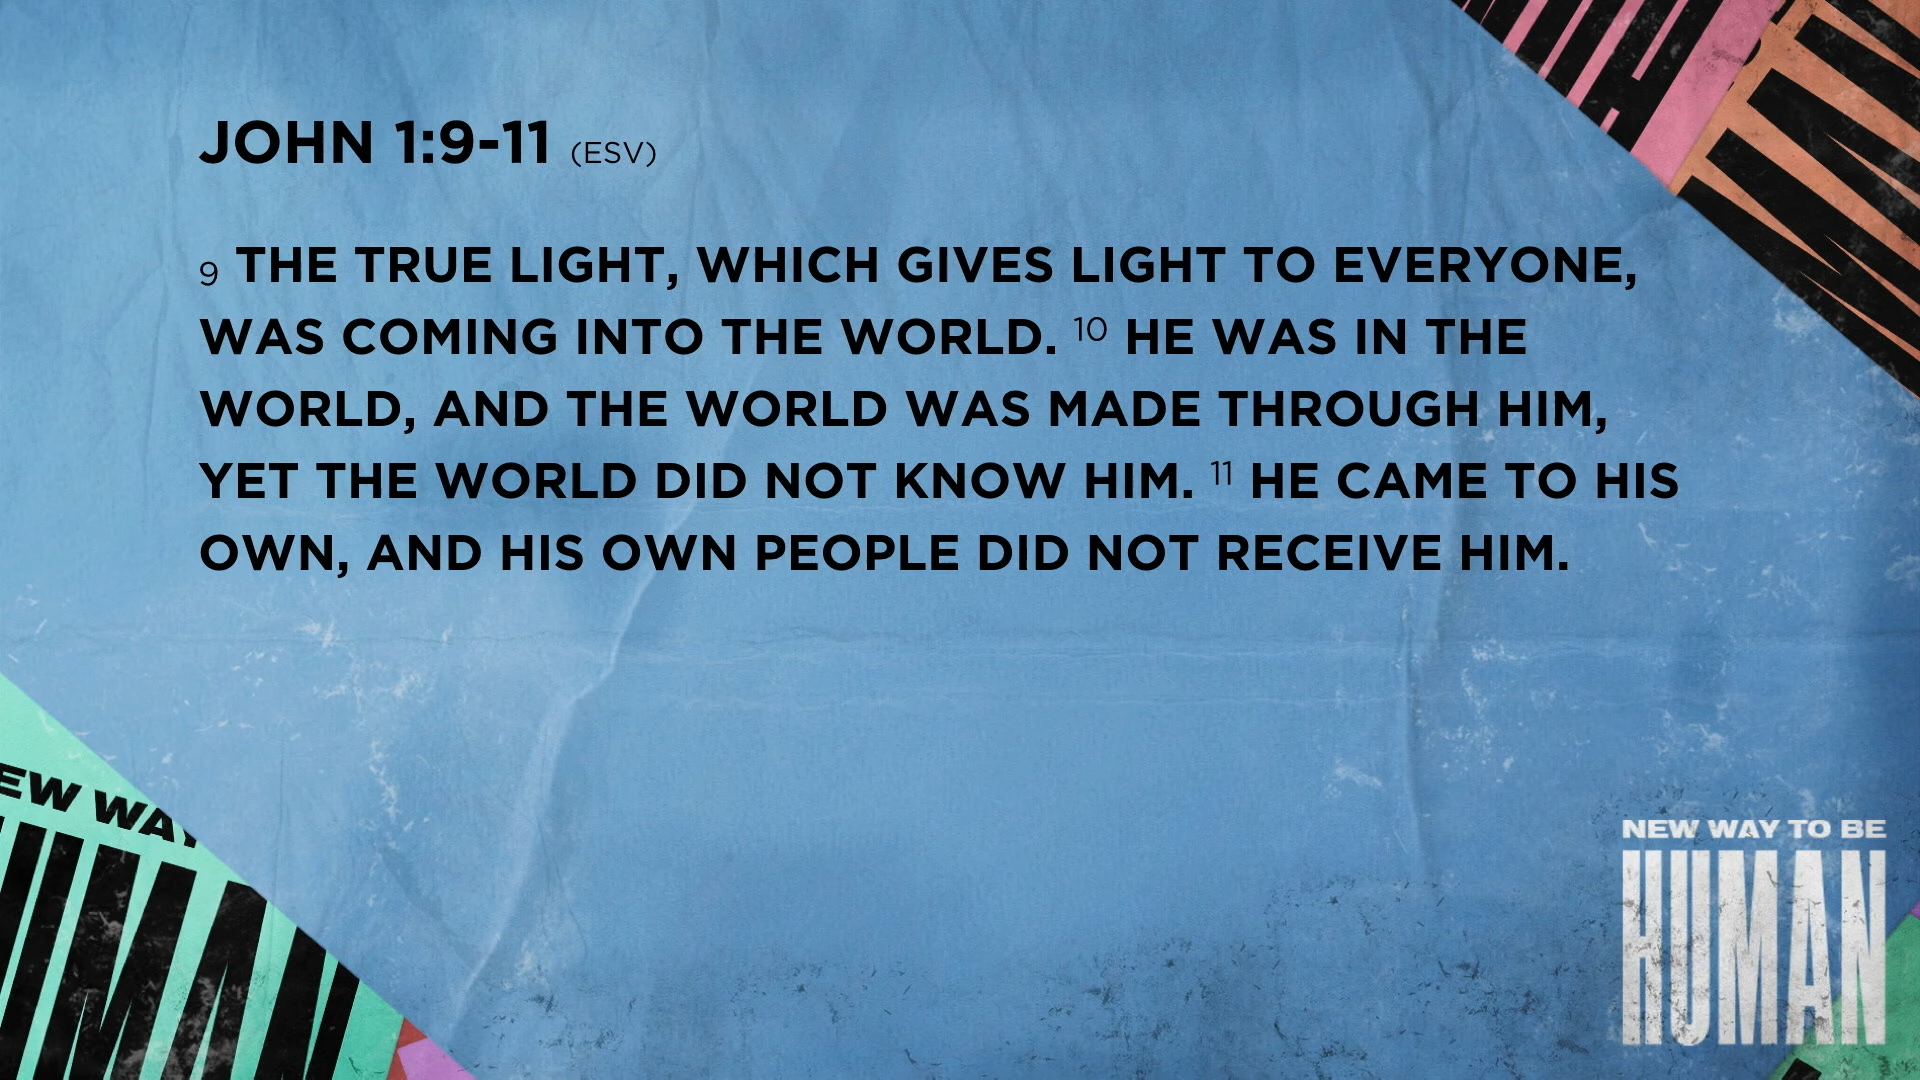 JOHN 1:9-11 (ESV)
9 THE TRUE LIGHT, WHICH GIVES LIGHT TO EVERYONE,
WAS COMING INTO THE WORLD. 10 HE WAS IN THE
WORLD, AND THE WORLD WAS MADE THROUGH HIM,
YET THE WORLD DID NOT KNOW HIM. 11 HE CAME TO HIS
OWN, AND HIS OWN PEOPLE DID NOT RECEIVE HIM.
EW WAY
UMAN
NEW WAY TO BE
HUMAN